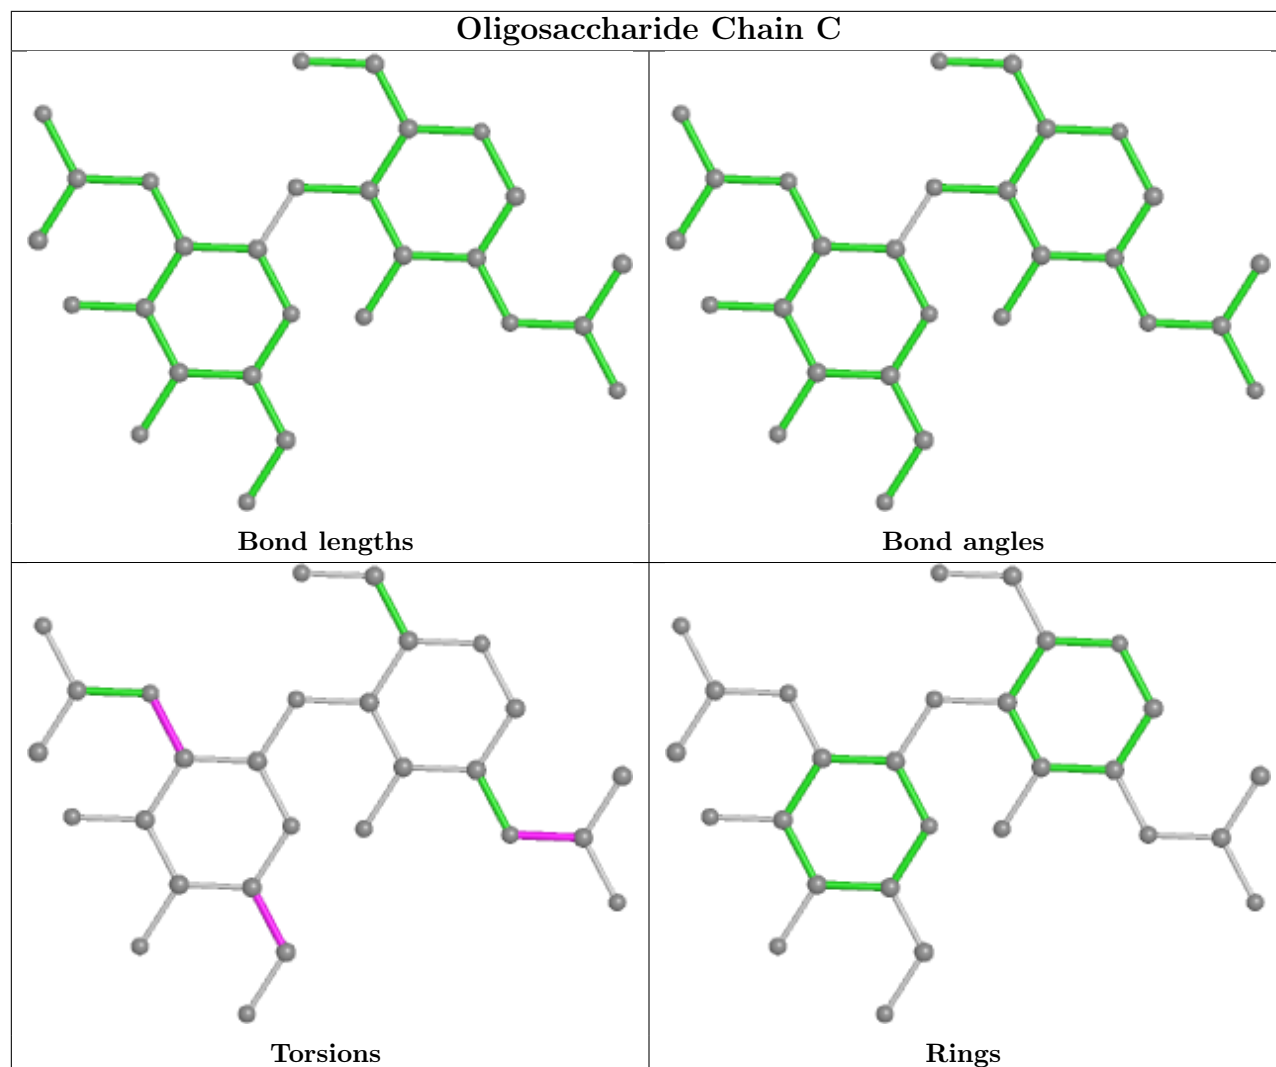 Oligosaccharide Chain C
Bond lengths
Bond angles
Torsions
Rings